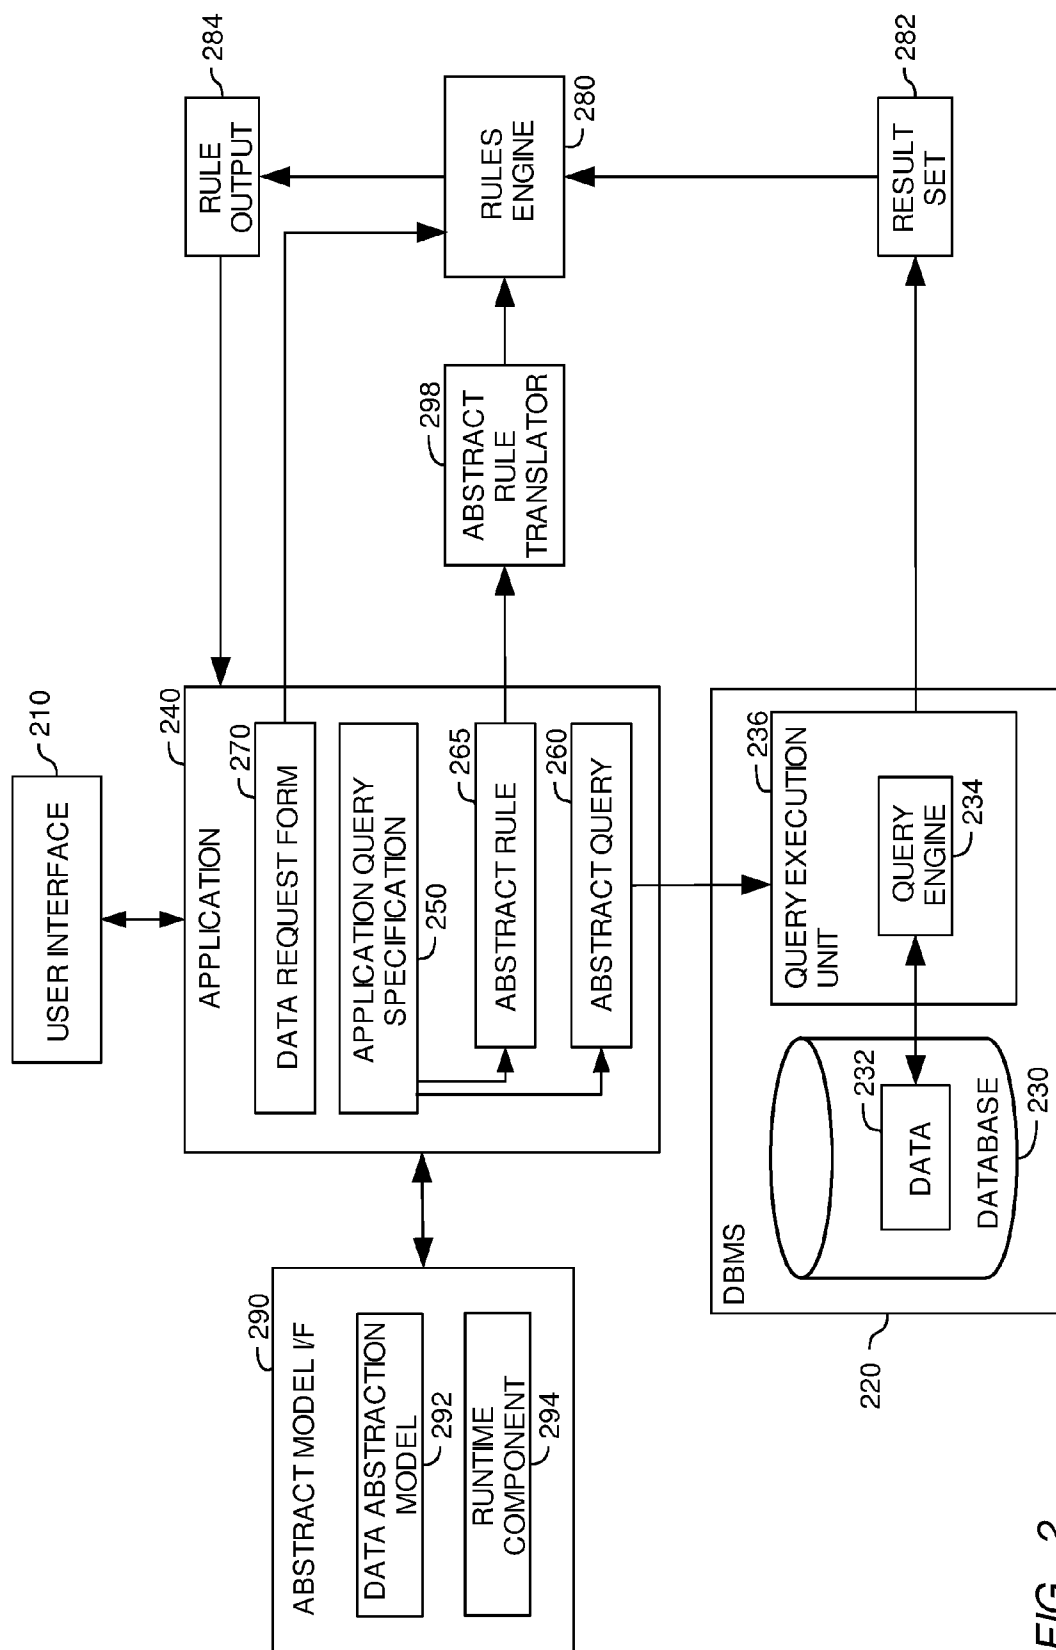 USER INTERFACE
210
APPLICATION
240
DATA REQUEST FORM
270
APPLICATION QUERY
SPECIFICATION
250
ABSTRACT RULE
265
ABSTRACT QUERY
260
ABSTRACT MODEL I/F
290
DATA ABSTRACTION
MODEL
292
RUNTIME
COMPONENT
294
RULE
OUTPUT
284
298
ABSTRACT
RULE
TRANSLATOR
RULES
ENGINE
280
DBMS
220
DATA
232
DATABASE
230
QUERY EXECUTION
UNIT
236
QUERY
ENGINE
234
RESULT
SET
282
FIG. 2